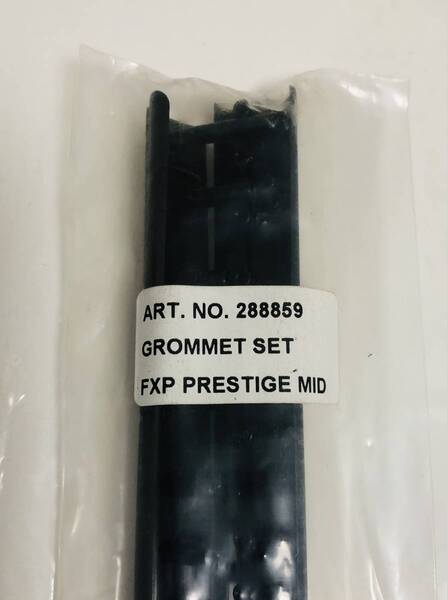 ART. NO. 288859
GROMMET SET
FXP PRESTIGE MID